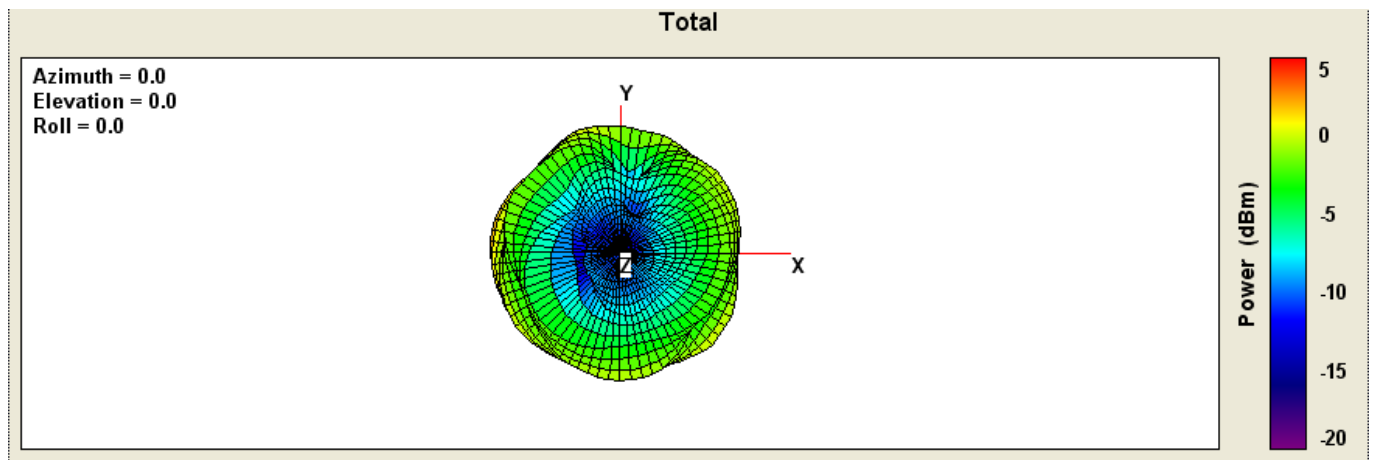 Total
Azimuth = 0.0
Elevation = 0.0
Roll = 0.0
Y
X
Z
5
0
-5
-10
-15
-20
Power (dBm)